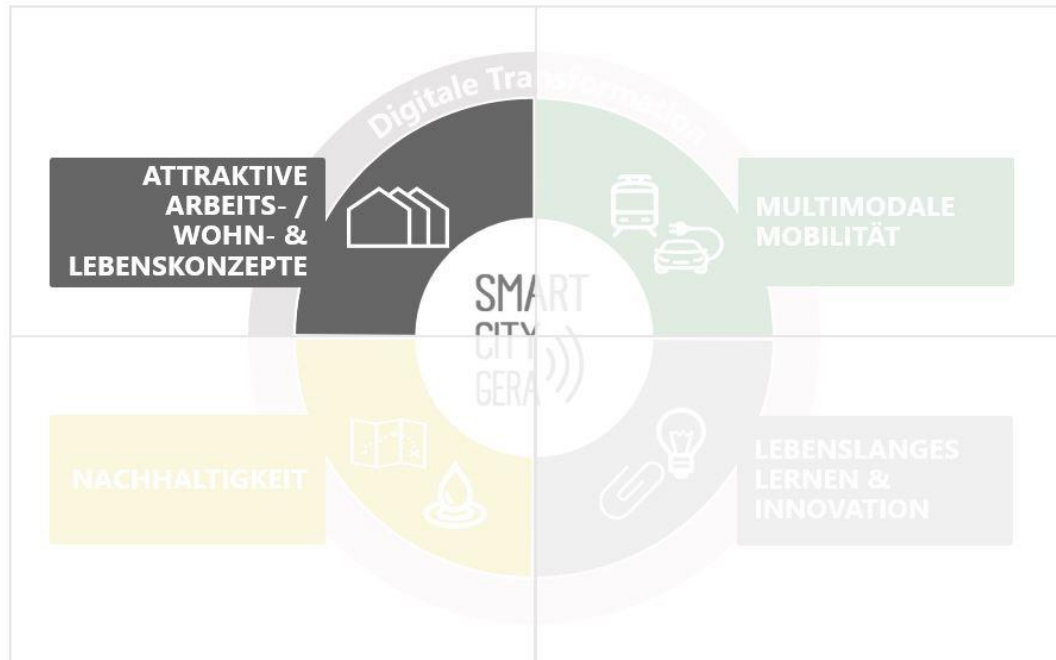 Digitale Transformation
ATTRAKTIVE
ARBEITS- /
WOHN- &
LEBENSKONZEPTE
MULTIMODALE
MOBILITÄT
SMART
CITY
GERA
NACHHALTIGKEIT
LEBENSLANGES
LERNEN &
INNOVATION